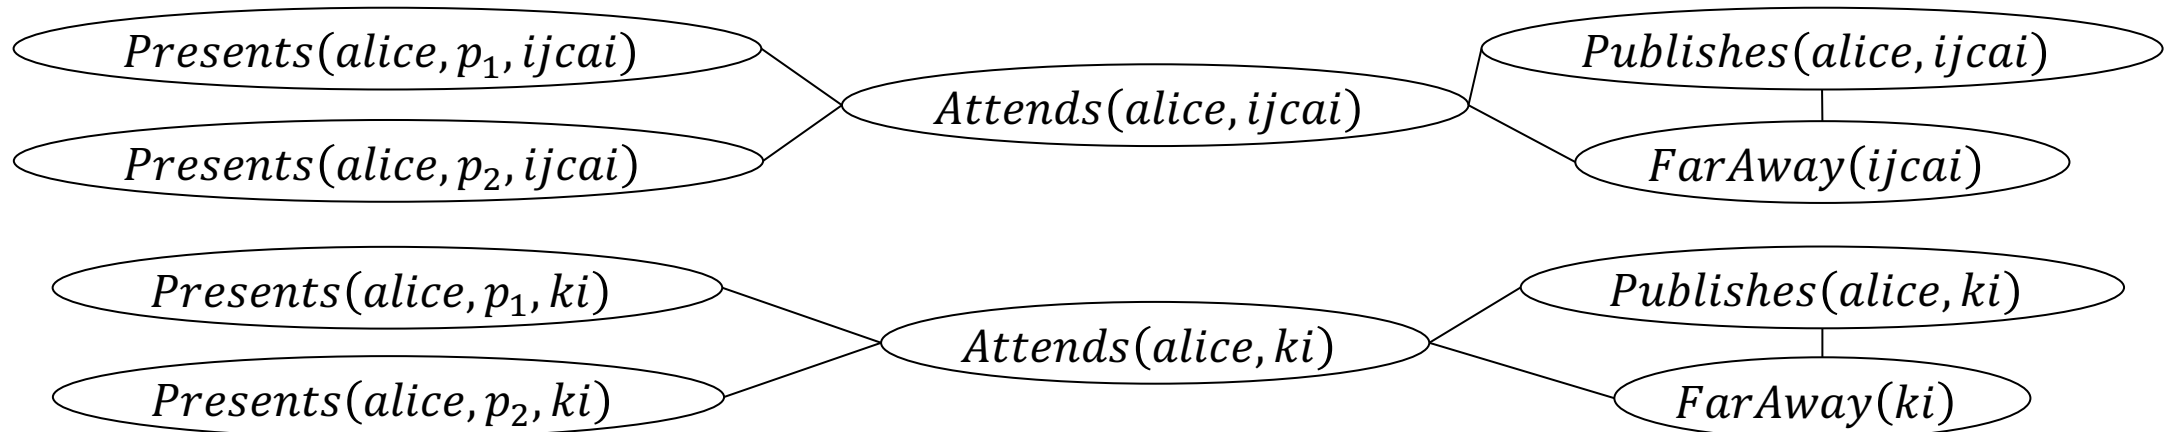 Presents(alice, p₁, ijcai)
Presents(alice, p₂, ijcai)
Attends(alice, ijcai)
Publishes(alice, ijcai)
FarAway(ijcai)
Presents(alice, p₁, ki)
Presents(alice, p₂, ki)
Attends(alice, ki)
Publishes(alice, ki)
FarAway(ki)